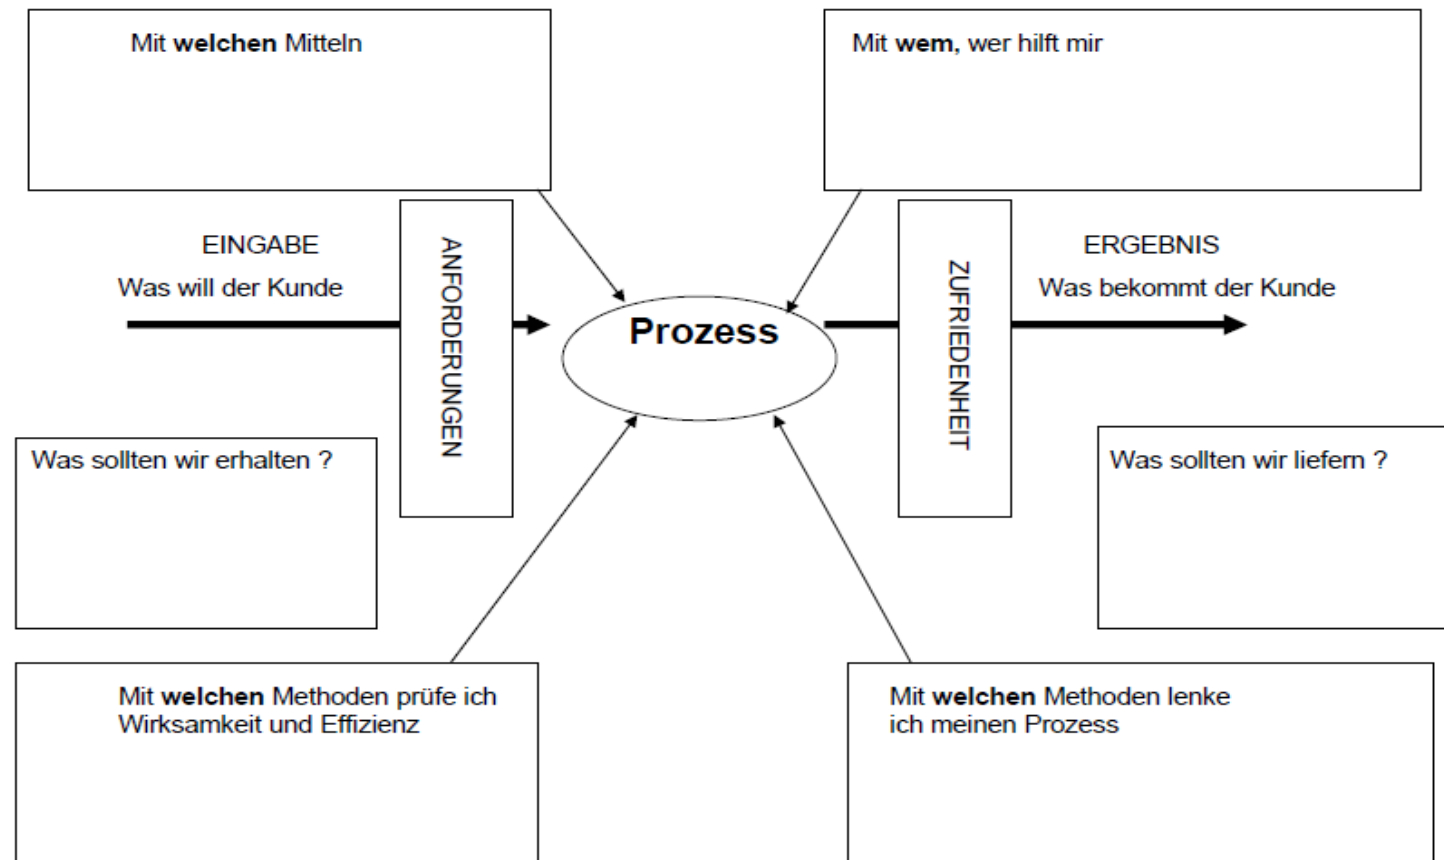 Mit welchen Mitteln
Mit wem, wer hilft mir
EINGABE
Was will der Kunde
ANFORDERUNGEN
Prozess
ZUFRIEDENHEIT
ERGEBNIS
Was bekommt der Kunde
Was sollten wir erhalten ?
Was sollten wir liefern ?
Mit welchen Methoden prüfe ich
Wirksamkeit und Effizienz
Mit welchen Methoden lenke
ich meinen Prozess